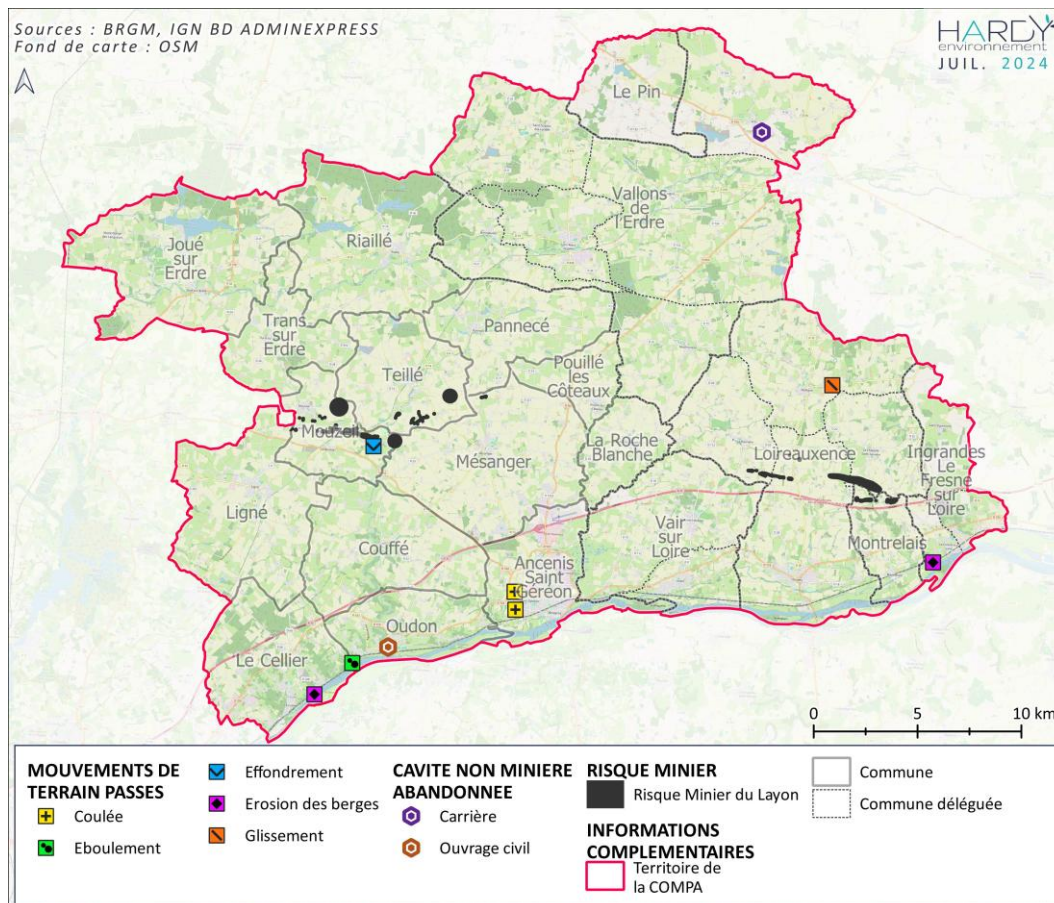 Sources : BRGM, IGN BD ADMINEXPRESS
Fond de carte : OSM
HARDY
environnement
JUIL. 2024
Le Pin
Vallons
de
l'Erdre
Joué
sur
Erdre
Riaillé
Trans
sur
Erdre
Pannecé
Teillé
Pouillé
les
Côteaux
Mouzeil
La Roche
Blanche
Mésanger
Loireauxence
Ingrandes
Le
Fresne
sur
Loire
Ligné
Couffé
Vair
sur
Loire
Montrelais
Ancenis
Saint
Géréon
Oudon
Le Cellier
0 5 10 km
MOUVEMENTS DE
TERRAIN PASSES
Coulée
Eboulement
Effondrement
Erosion des berges
Glissement
CAVITE NON MINIERE
ABANDONNEE
Carrière
Ouvrage civil
RISQUE MINIER
Risque Minier du Layon
INFORMATIONS
COMPLEMENTAIRES
Territoire de
la COMPA
Commune
Commune déléguée